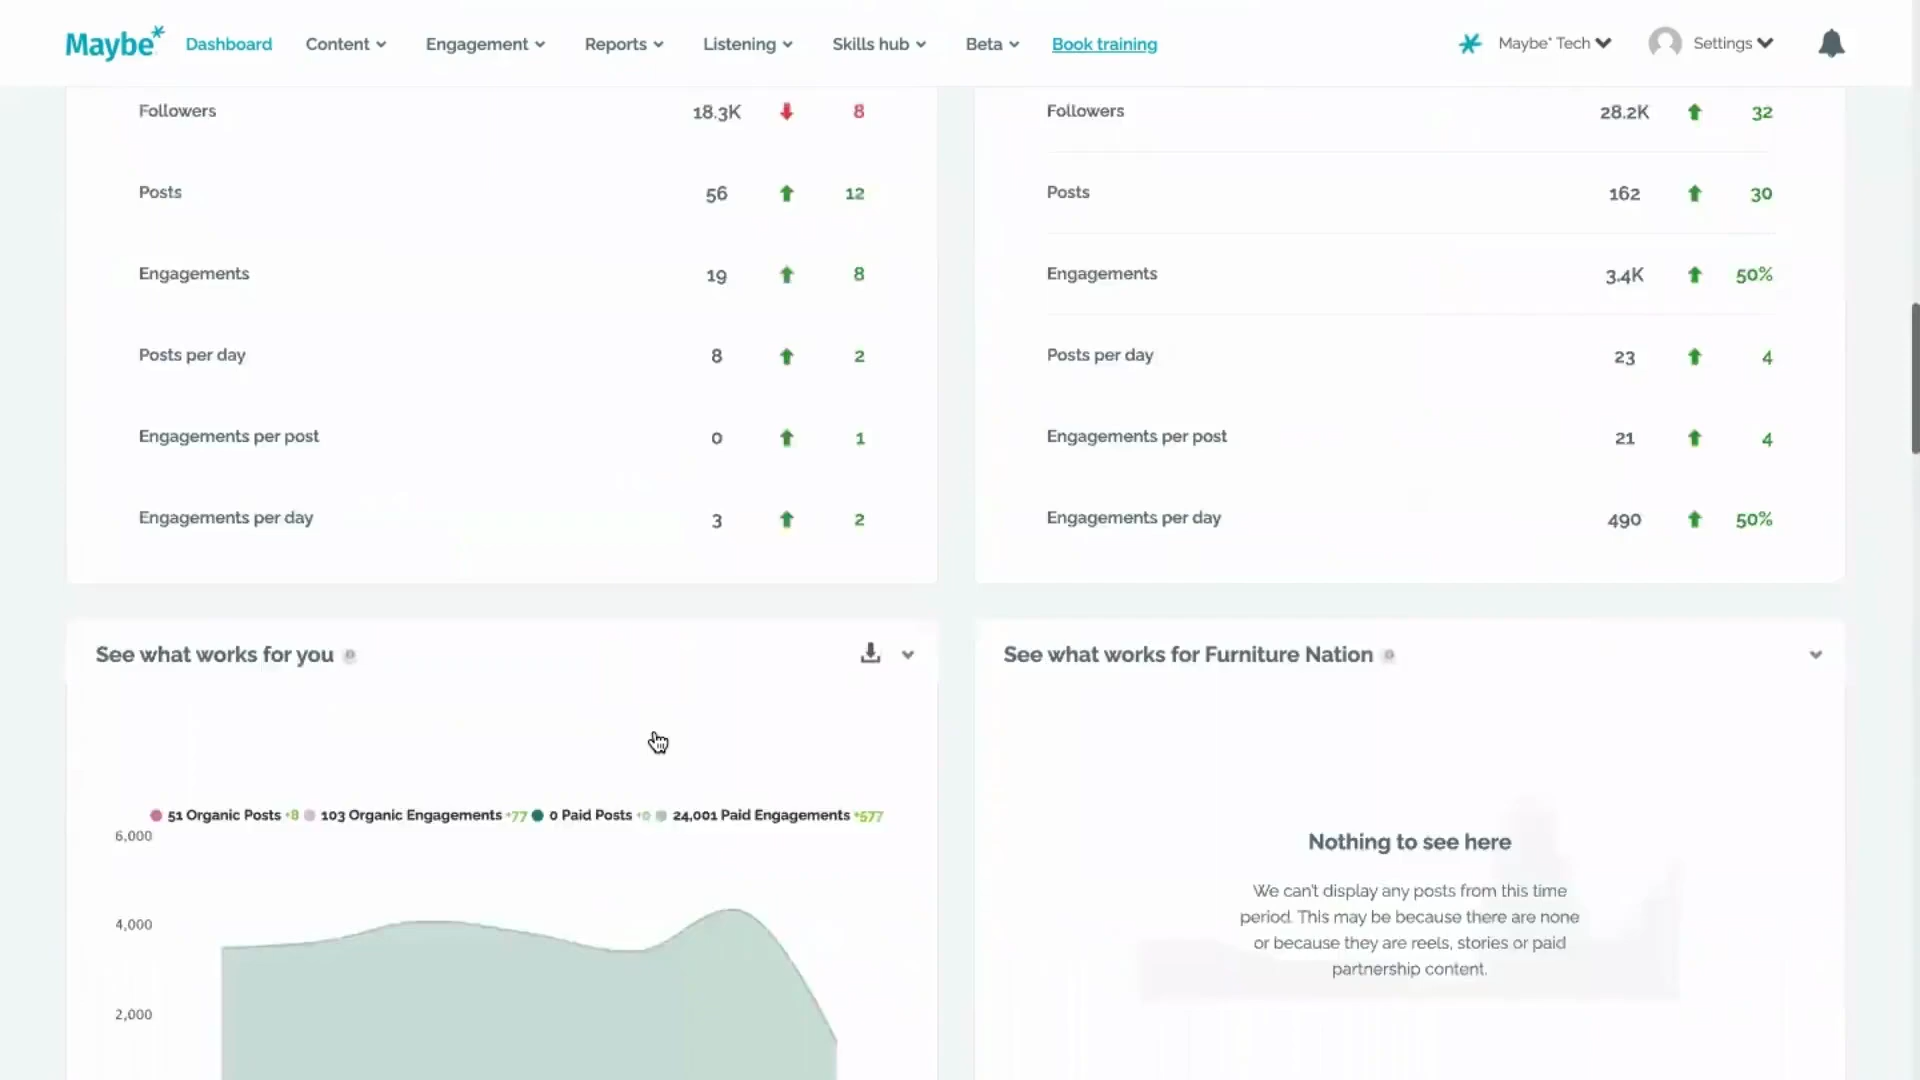 Maybe*
Dashboard Content Engagement Reports Listening Skills hub Beta Book training Maybe* Tech Settings
Followers 18.3K 8
Posts 56 12
Engagements 19 8
Posts per day 8 2
Engagements per post 0 1
Engagements per day 3 2
Followers 28.2K 32
Posts 162 30
Engagements 3.4K 50%
Posts per day 23 4
Engagements per post 21 4
Engagements per day 490 50%
See what works for you
51 Organic Posts +8 103 Organic Engagements +77 0 Paid Posts +0 24,001 Paid Engagements +577
6,000
4,000
2,000
See what works for Furniture Nation
Nothing to see here
We can't display any posts from this time
period. This may be because there are none
or because they are reels, stories or paid
partnership content.